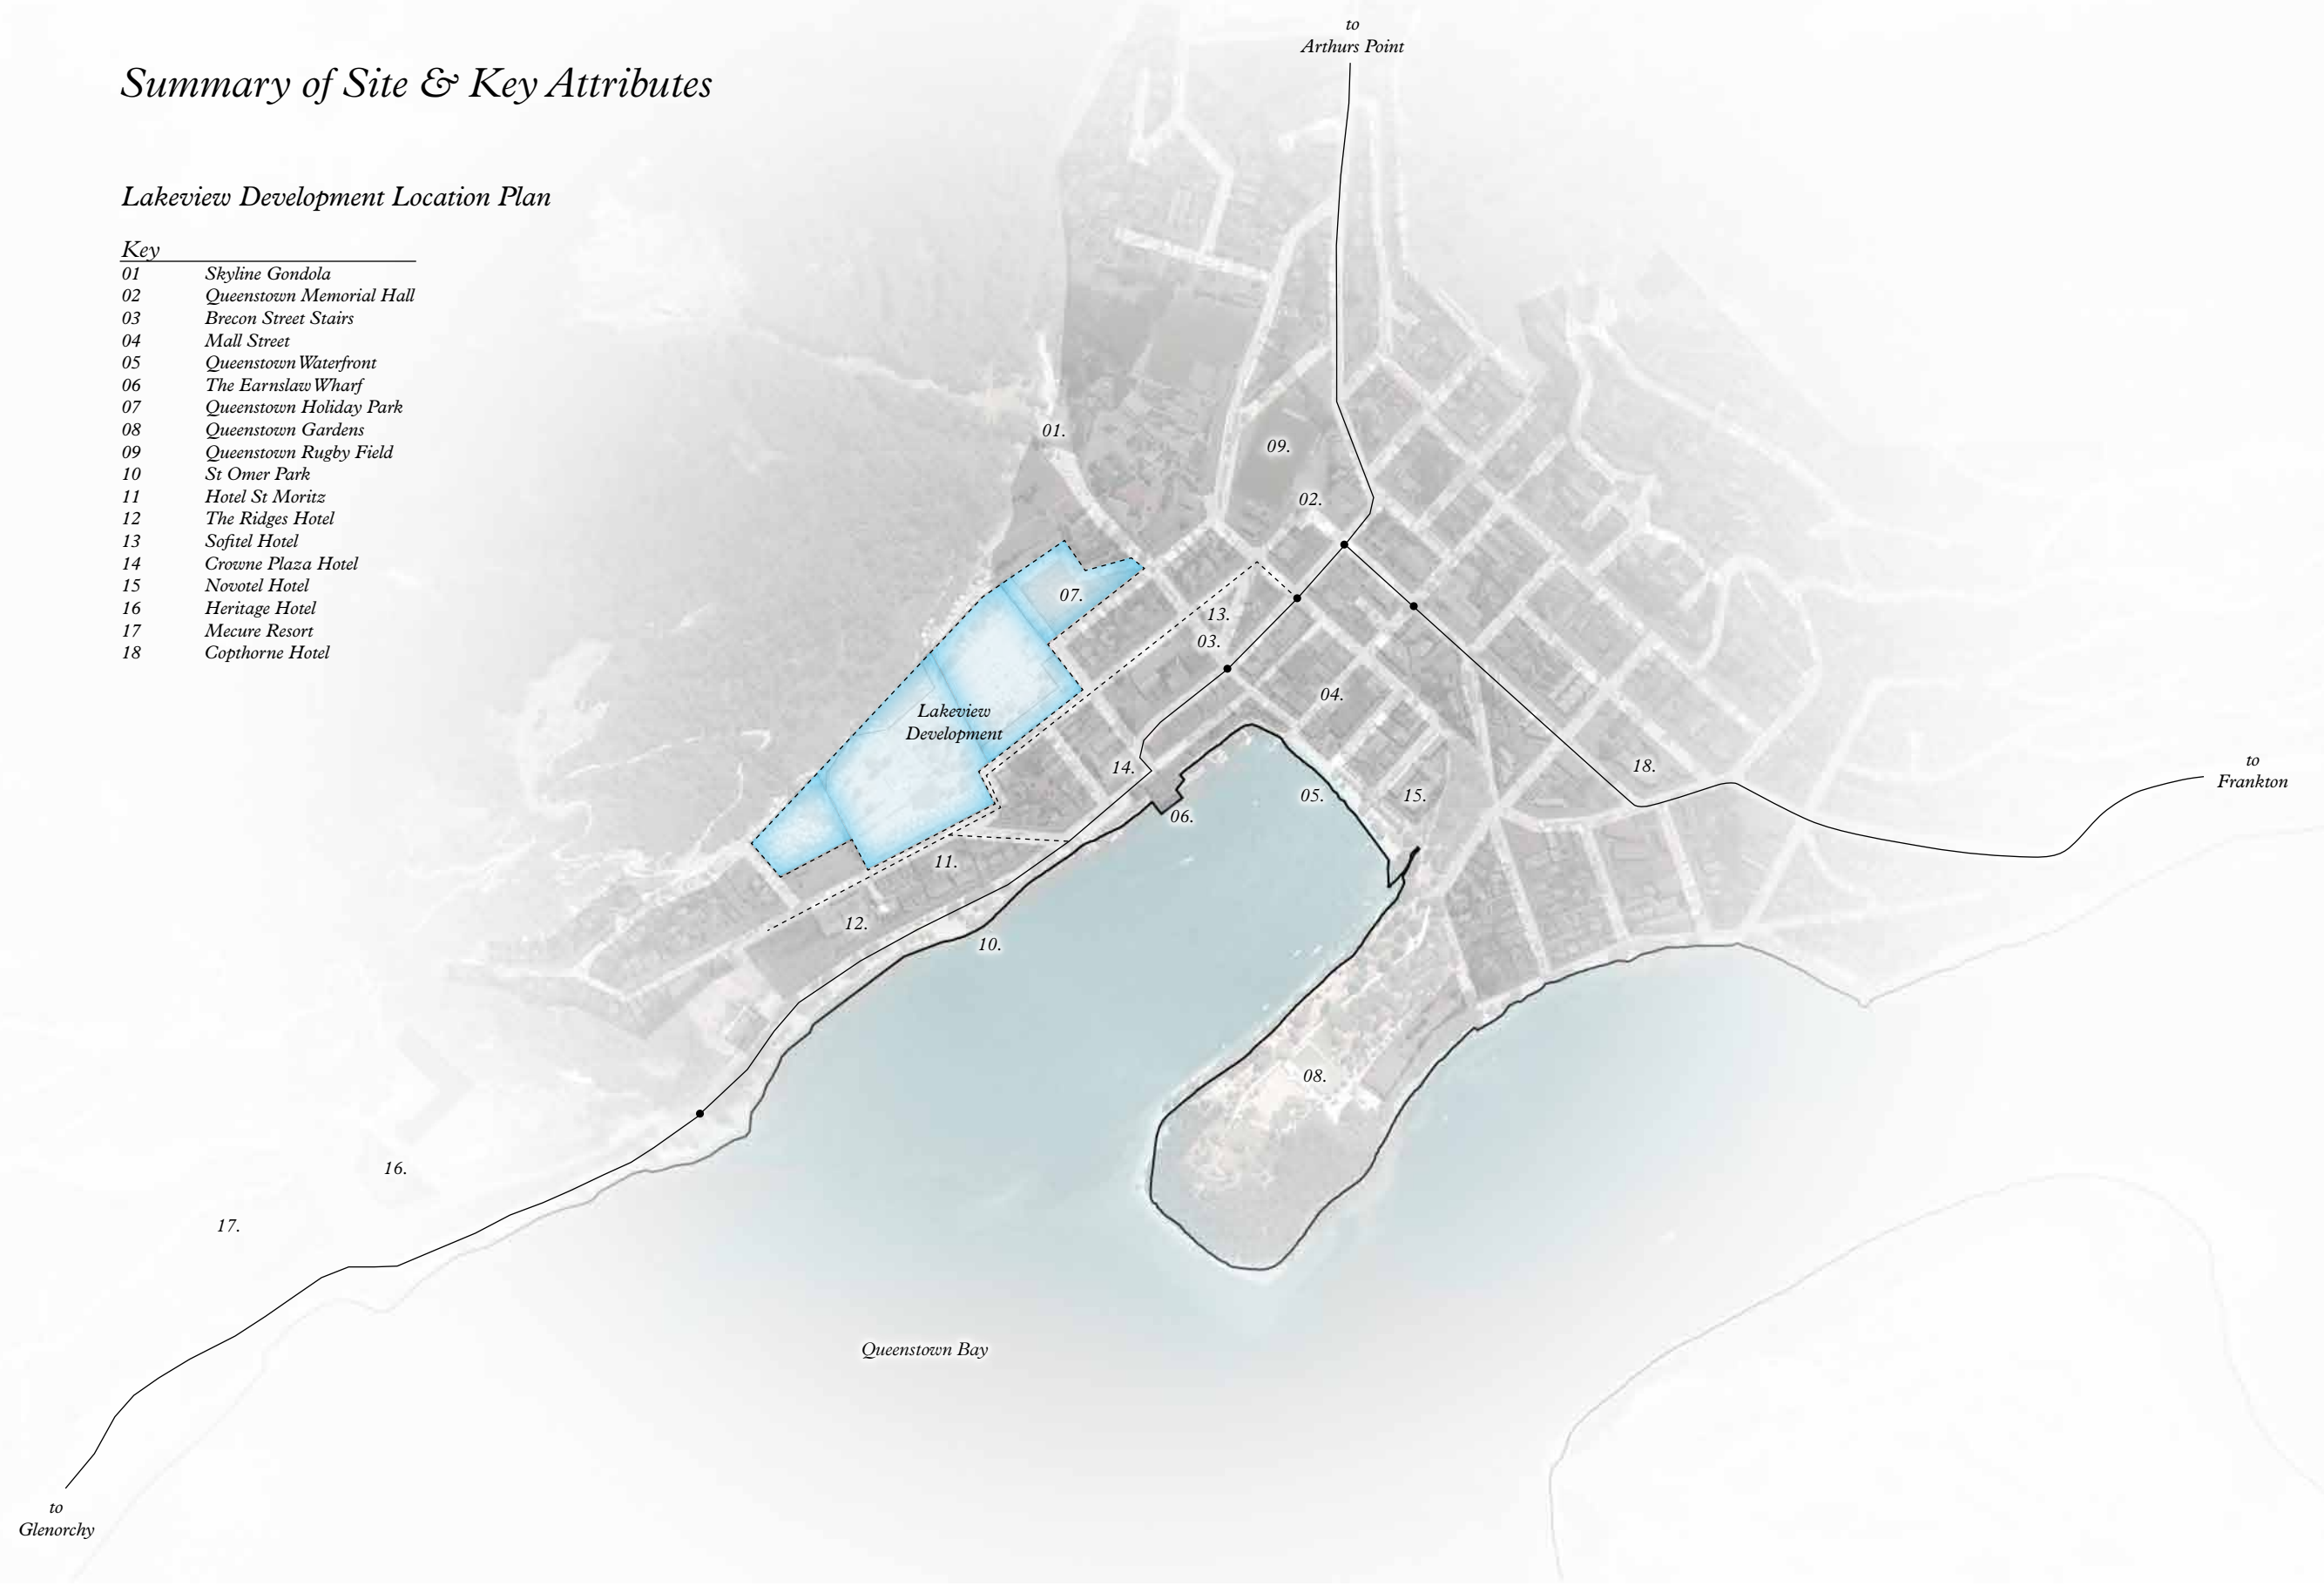 to
Arthurs Point
Summary of Site & Key Attributes
Lakeview Development Location Plan
Key
01 Skyline Gondola
02 Queenstown Memorial Hall
03 Brecon Street Stairs
04 Mall Street
05 Queenstown Waterfront
06 The Earnslaw Wharf
07 Queenstown Holiday Park
08 Queenstown Gardens
09 Queenstown Rugby Field
10 St Omer Park
11 Hotel St Moritz
12 The Ridges Hotel
13 Sofitel Hotel
14 Crowne Plaza Hotel
15 Novotel Hotel
16 Heritage Hotel
17 Mecure Resort
18 Copthorne Hotel
01.
09.
02.
07.
13.
03.
04.
Lakeview
Development
14.
18.
to
Frankton
05.
15.
06.
11.
12.
10.
08.
16.
17.
Queenstown Bay
to
Glenorchy